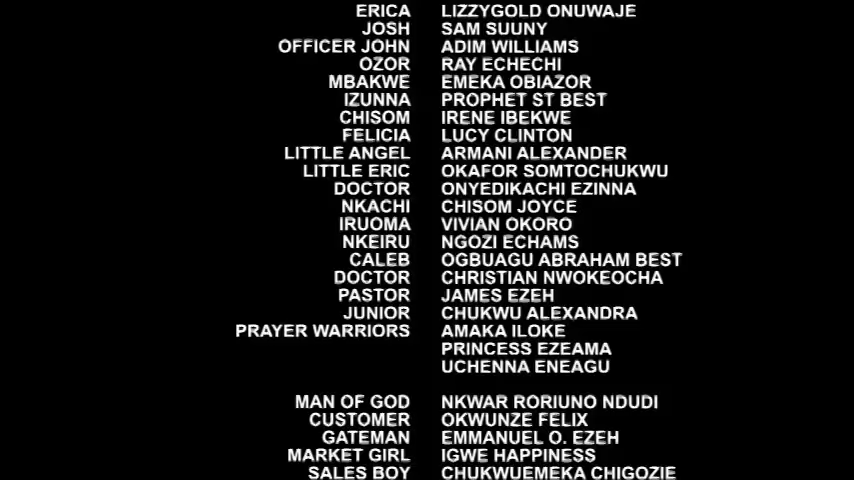 ERICA LIZZYGOLD ONUWAJE
JOSH SAM SUUNY
OFFICER JOHN ADIM WILLIAMS
OZOR RAY ECHECHI
MBAKWE EMEKA OBIAZOR
IZUNNA PROPHET ST BEST
CHISOM IRENE IBEKWE
FELICIA LUCY CLINTON
LITTLE ANGEL ARMANI ALEXANDER
LITTLE ERIC OKAFOR SOMTOCHUKWU
DOCTOR ONYEDIKACHI EZINNA
NKACHI CHISOM JOYCE
IRUOMA VIVIAN OKORO
NKEIRU NGOZI ECHAMS
CALEB OGBUAGU ABRAHAM BEST
DOCTOR CHRISTIAN NWOKEOCHA
PASTOR JAMES EZEH
JUNIOR CHUKWU ALEXANDRA
PRAYER WARRIORS AMAKA ILOKE
PRINCESS EZEAMA
UCHENNA ENEAGU
MAN OF GOD NKWAR RORIUNO NDUDI
CUSTOMER OKWUNZE FELIX
GATEMAN EMMANUEL O. EZEH
MARKET GIRL IGWE HAPPINESS
SALES BOY CHUKWUEMEKA CHIGOZIE